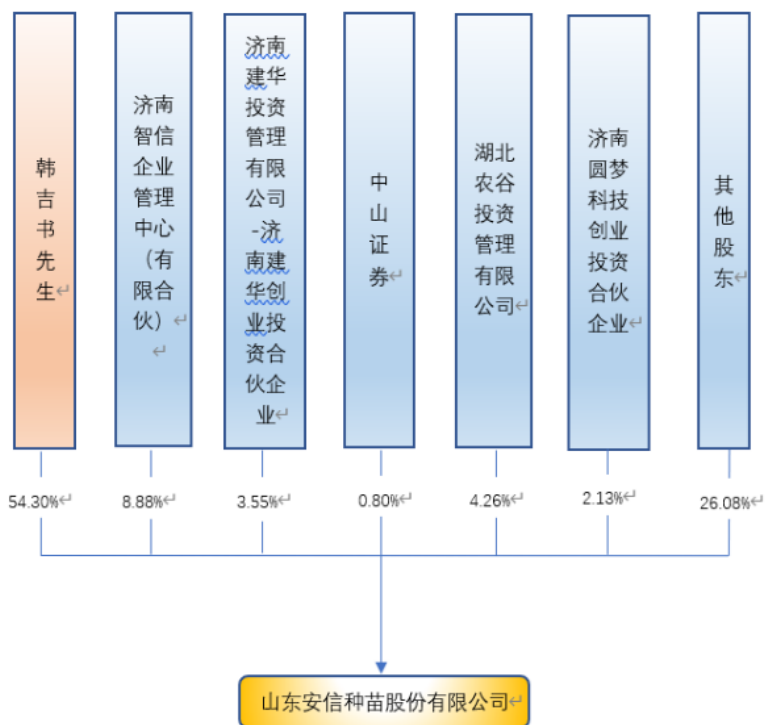 韩
吉
书
先
生
济南
智信
企业
管理
中心
（有
限合
伙）
济南
建华
投资
管理
有限
公司
-济
南建
华创
业投
资合
伙企
业
中
山
证
券
湖北
农谷
投资
管理
有限
公司
济南
圆梦
科技
创业
投资
合伙
企业
其
他
股
东
54.30%
8.88%
3.55%
0.80%
4.26%
2.13%
26.08%
山东安信种苗股份有限公司